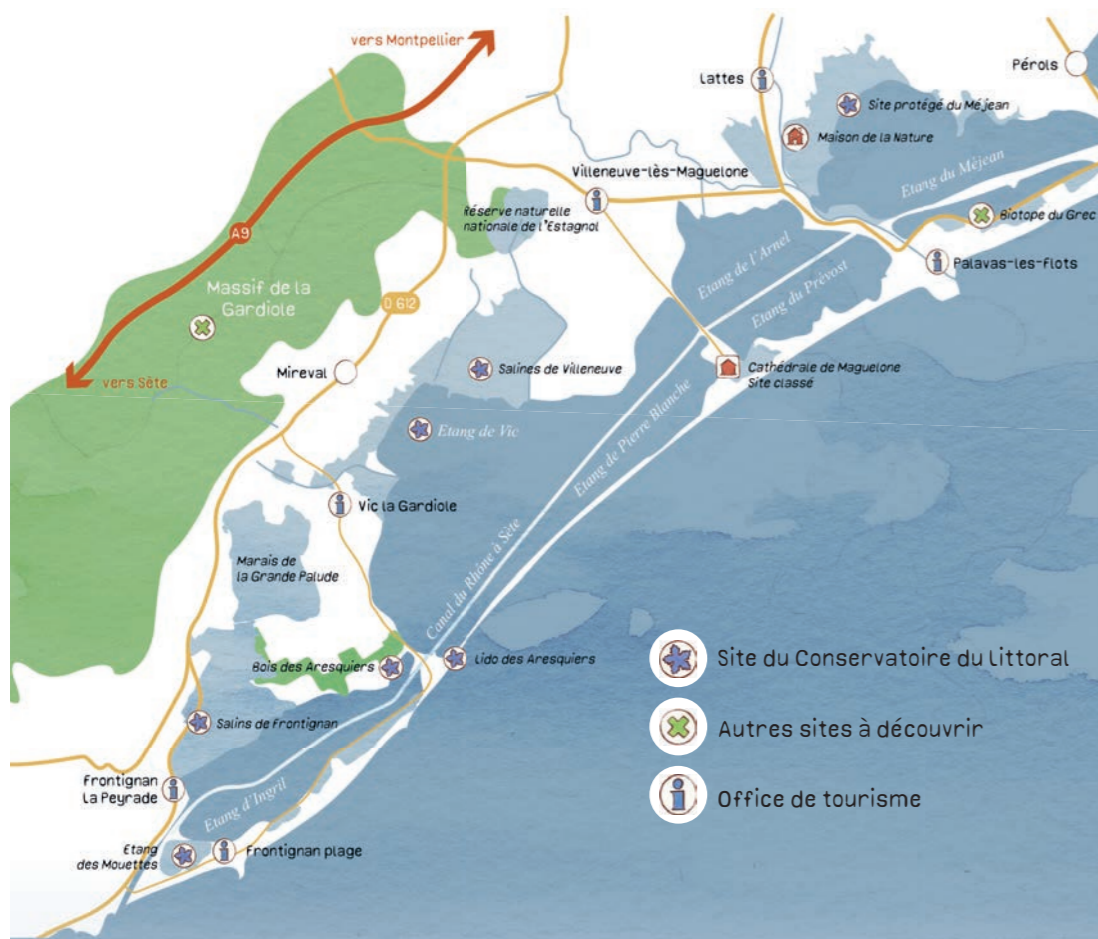 vers Montpellier
Lattes
Pérols
Site protégé du Méjean
Maison de la Nature
Etang du Méjean
Villeneuve-lès-Maguelone
Réserve naturelle
nationale de l'Estagnol
Biotope du Grec
A9
Etang de l'Arnel
Palavas-les-flots
Etang du Prévost
Massif de la
Gardiole
D 612
Mireval
Salines de Villeneuve
Cathédrale de Maguelone
Site classé
vers Sète
Etang de Vic
Etang de Pierre Blanche
Vic la Gardiole
Marais de
la Grande Palude
Canal du Rhône à Sète
Bois des Aresquiers
Lido des Aresquiers
Site du Conservatoire du Littoral
Salins de Frontignan
Autres sites à découvrir
Frontignan
La Peyrade
Etang d'Ingril
Office de tourisme
Etang
des Mouettes
Frontignan plage